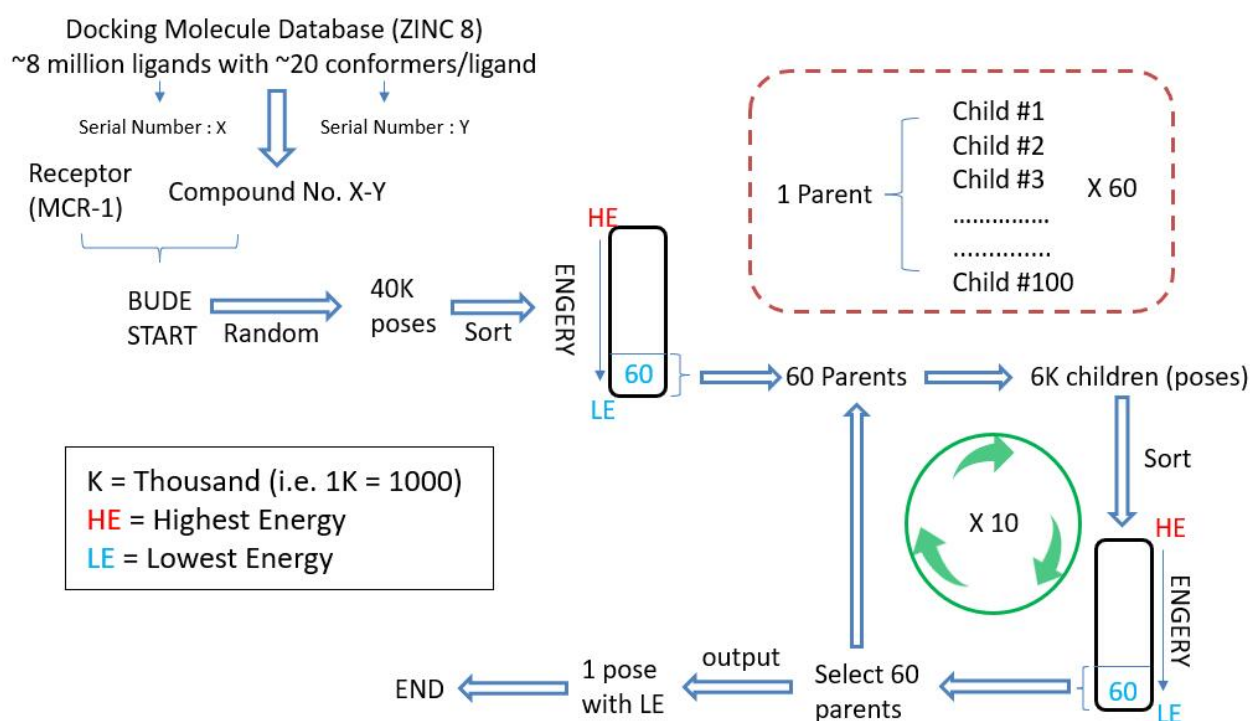 Docking Molecule Database (ZINC 8)
~8 million ligands with ~20 conformers/ligand
Serial Number : X
Serial Number : Y
Receptor
(MCR-1)
Compound No. X-Y
BUDE
START
Random
40K
poses
Sort
HE
ENGERY
60
LE
1 Parent
Child #1
Child #2
Child #3
...............
...............
Child #100
X 60
60 Parents
6K children (poses)
Sort
X 10
HE
ENGERY
60
LE
Select 60
parents
output
1 pose
with LE
END
K = Thousand (i.e. 1K = 1000)
HE = Highest Energy
LE = Lowest Energy